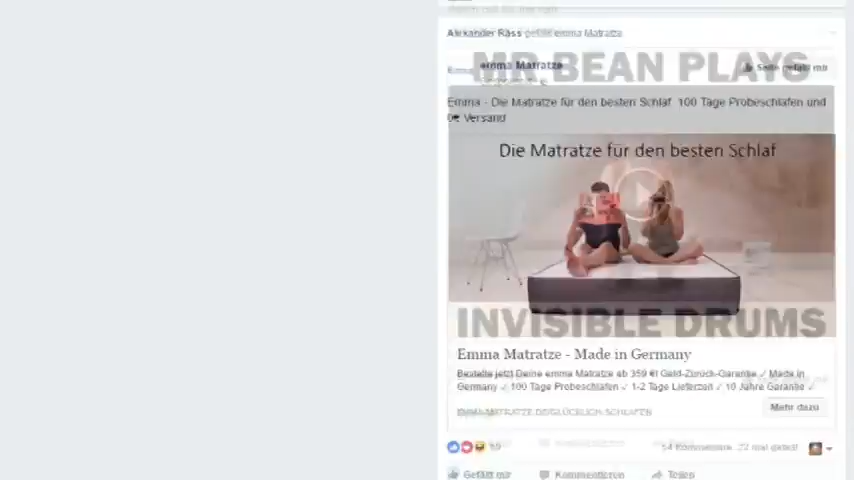 Alexander Räss gefällt emma Matratze
emma Matratze
MR BEAN PLAYS
Seite gefällt mir
Emma - Die Matratze für den besten Schlaf. 100 Tage Probeschlafen und
0€ Versand
Die Matratze für den besten Schlaf
INVISIBLE DRUMS
Emma Matratze - Made in Germany
Bestelle jetzt Deine emma Matratze ab 359 €! Geld-Zurück-Garantie ✓ Made in
Germany ✓ 100 Tage Probeschlafen ✓ 1-2 Tage Lieferzeit ✓ 10 Jahre Garantie ✓
Mehr dazu
54 Kommentare
Gefällt mir
Kommentieren
Teilen